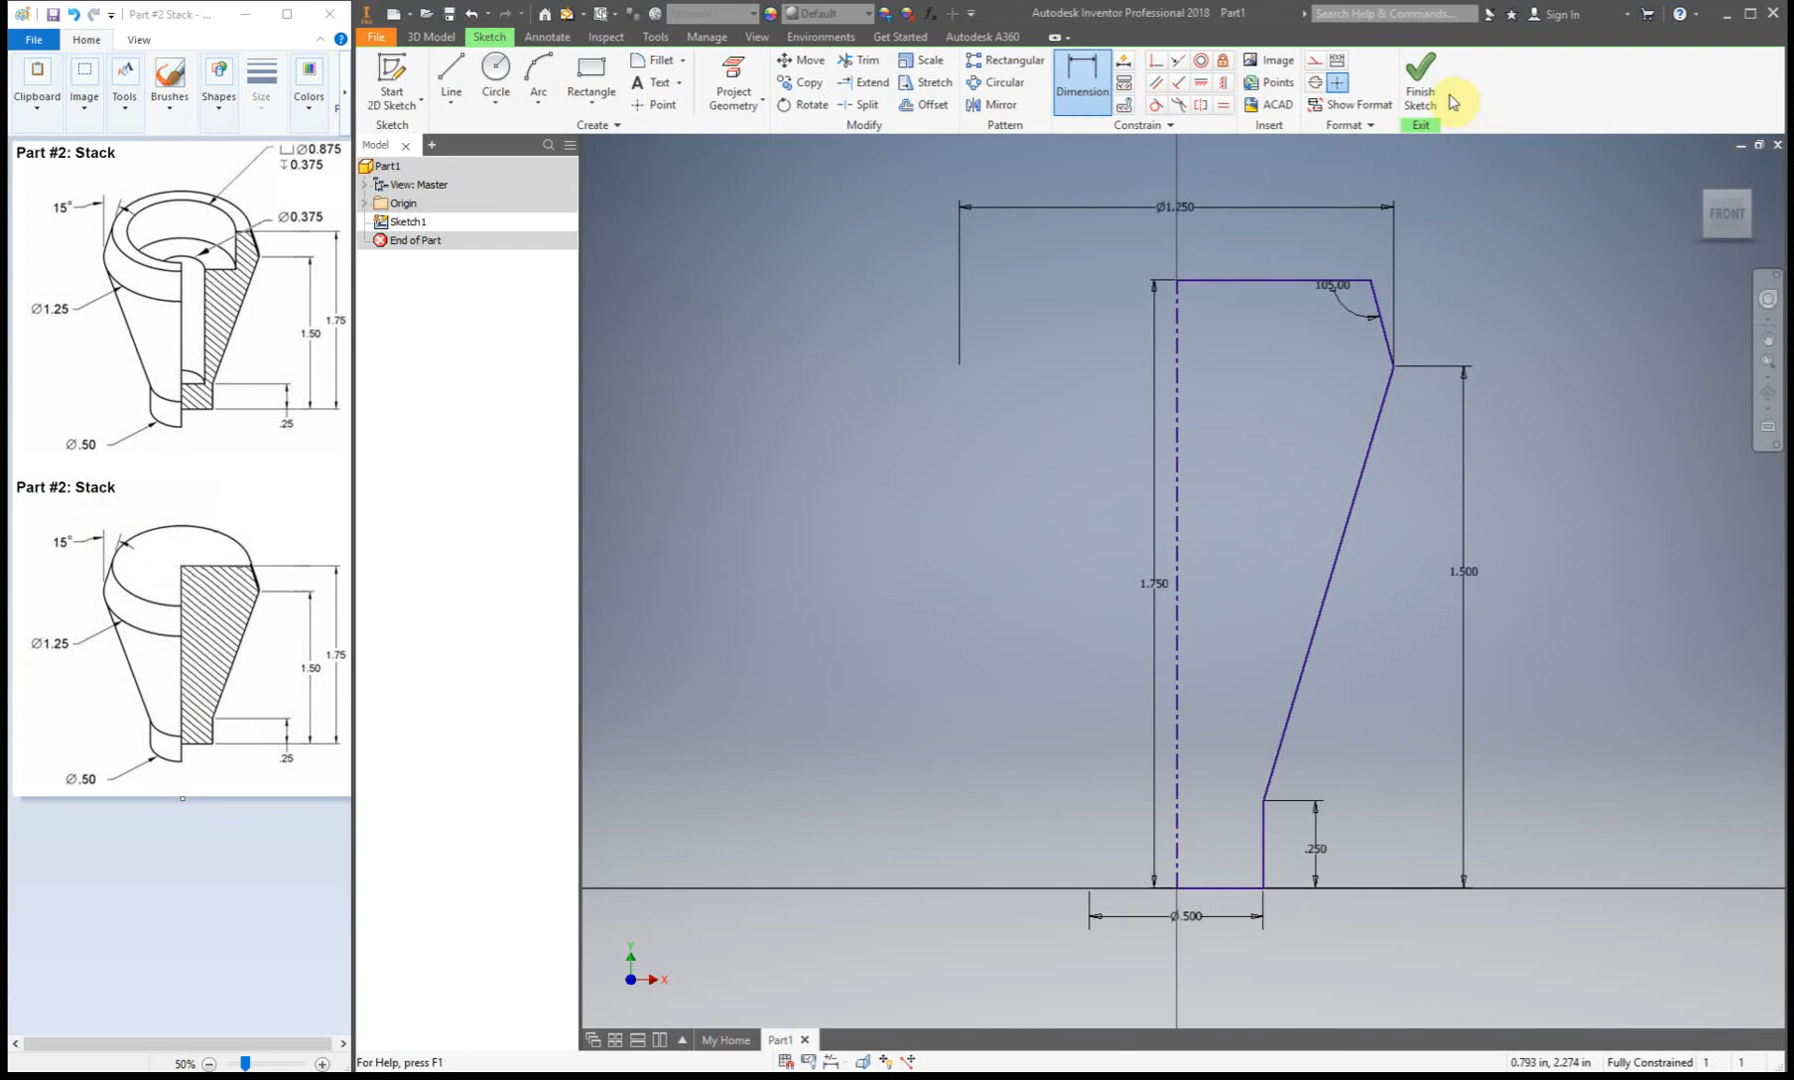 Part #2 Stack - ...
File
Home
View
Clipboard
Image
Tools
Brushes
Shapes
Size
Colors
Part #2: Stack
⌴Ø0.875
↧0.375
15°
Ø0.375
Ø1.25
1.50
1.75
.25
Ø.50
Part #2: Stack
15°
Ø1.25
1.50
1.75
.25
Ø.50
50%
Material
Default
Autodesk Inventor Professional 2018 Part1
Search Help & Commands...
Sign In
File
3D Model
Sketch
Annotate
Inspect
Tools
Manage
View
Environments
Get Started
Autodesk A360
Start
2D Sketch
Line
Circle
Arc
Rectangle
Fillet
Text
Point
Project
Geometry
Move
Copy
Rotate
Trim
Extend
Split
Scale
Stretch
Offset
Rectangular
Circular
Mirror
Dimension
Image
Points
ACAD
Show Format
Finish
Sketch
Sketch
Create
Modify
Pattern
Constrain
Insert
Format
Exit
Model
Part1
View: Master
Origin
Sketch1
End of Part
FRONT
Ø1.250
105.00
1.750
1.500
.250
Ø.500
Y
X
My Home
Part1
For Help, press F1
0.793 in, 2.274 in
Fully Constrained
1
1